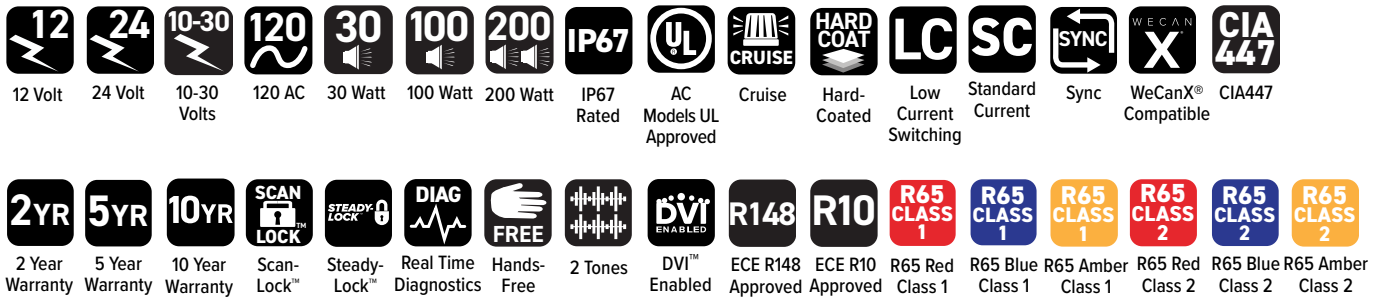 12 24 10-30 120 30 100 200 IP67 UL® CRUISE HARD COAT LC SC SYNC WECAN X® CIA 447
12 Volt 24 Volt 10-30 Volts 120 AC 30 Watt 100 Watt 200 Watt IP67 Rated AC Models UL Approved Cruise Hard-Coated Low Current Switching Standard Current Sync WeCanX® Compatible CIA447
2YR 5YR 10YR SCAN LOCK™ STEADY-LOCK™ DIAG FREE DVI ENABLED R148 R10 R65 CLASS 1 R65 CLASS 1 R65 CLASS 1 R65 CLASS 2 R65 CLASS 2 R65 CLASS 2
2 Year Warranty 5 Year Warranty 10 Year Warranty Scan-Lock™ Steady-Lock™ Real Time Diagnostics Hands-Free 2 Tones DVI™ Enabled ECE R148 Approved ECE R10 Approved R65 Red Class 1 R65 Blue Class 1 R65 Amber Class 1 R65 Red Class 2 R65 Blue Class 2 R65 Amber Class 2